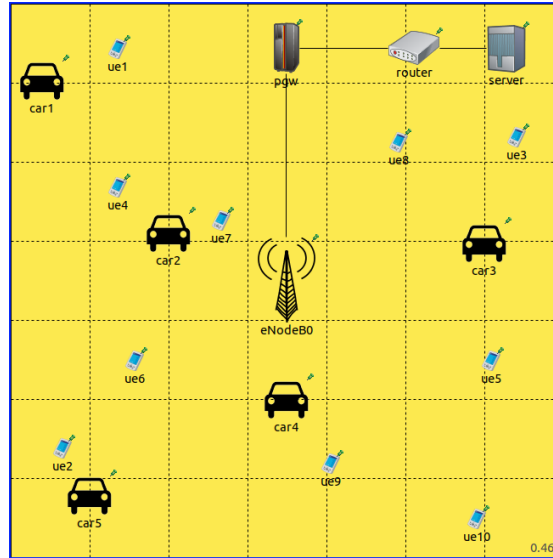 ue1
pgw
router
server
car1
ue8
ue3
ue4
ue7
car2
car3
eNodeB0
ue6
ue5
car4
ue2
ue9
car5
ue10
0.46